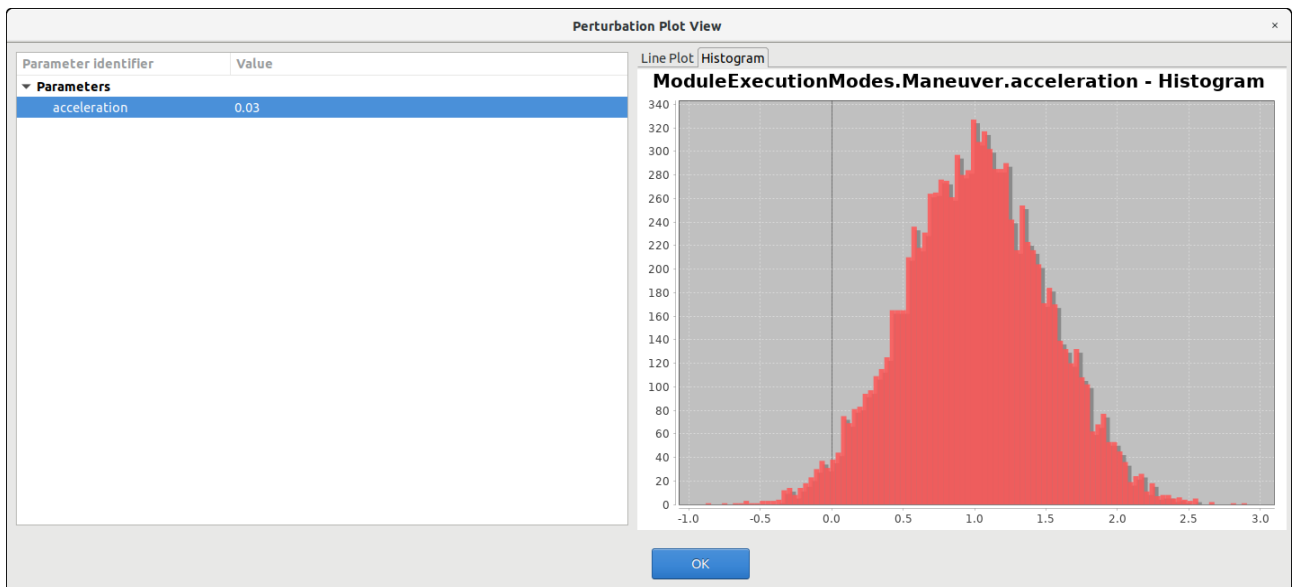 Perturbation Plot View
×
Parameter identifier Value
Parameters
acceleration 0.03
Line Plot Histogram
ModuleExecutionModes.Maneuver.acceleration - Histogram
340
320
300
280
260
240
220
200
180
160
140
120
100
80
60
40
20
0
-1.0 -0.5 0.0 0.5 1.0 1.5 2.0 2.5 3.0
OK